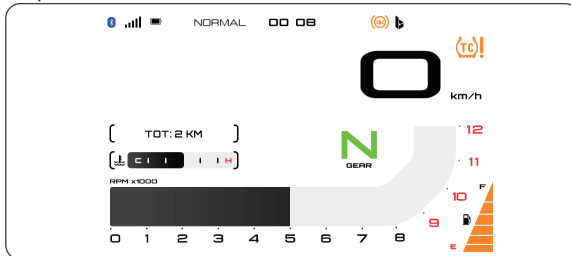 NORMAL 00 08
(TC)!
0
km/h
TOT: 2 KM
C H
N
GEAR
RPM x1000
12
11
10
9
F
E
0 1 2 3 4 5 6 7 8